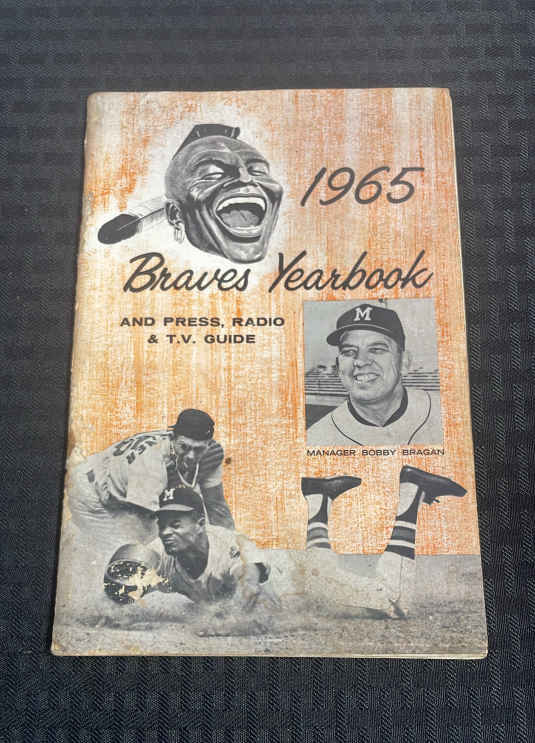 1965
Braves Yearbook
AND PRESS, RADIO
& T.V. GUIDE
M
MANAGER BOBBY BRAGAN
M